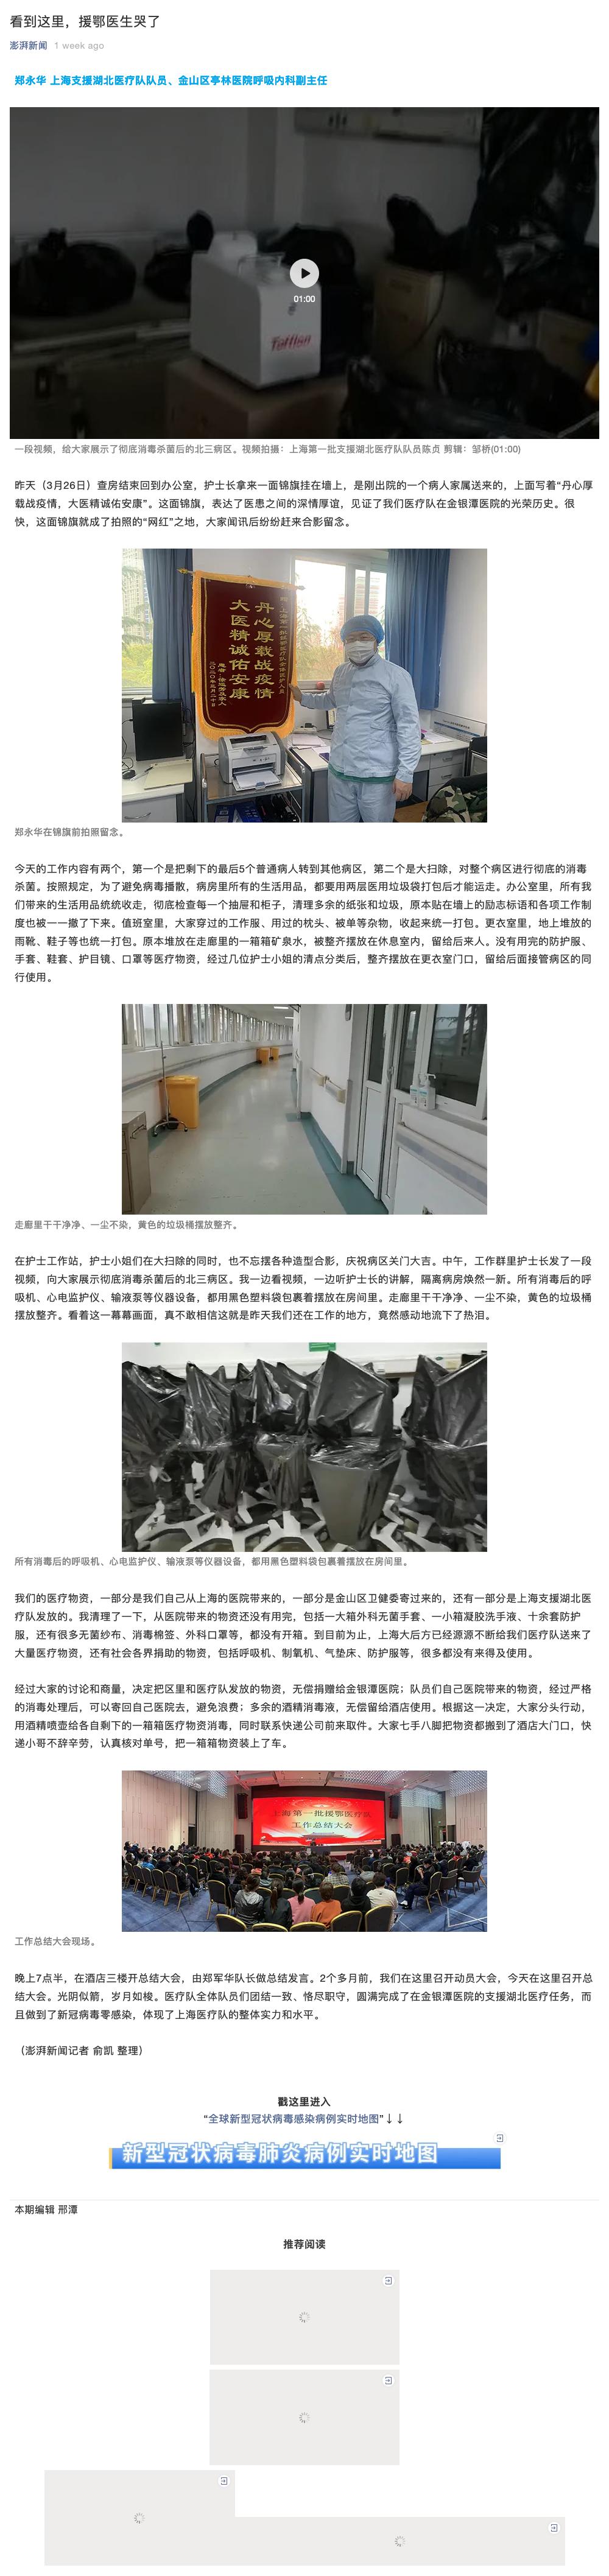 看到这里，援鄂医生哭了
澎湃新闻 1 week ago
郑永华 上海支援湖北医疗队队员、金山区亭林医院呼吸内科副主任
01:00
一段视频，给大家展示了彻底消毒杀菌后的北三病区。视频拍摄：上海第一批支援湖北医疗队队员陈贞 剪辑：邹桥(01:00)
昨天（3月26日）查房结束回到办公室，护士长拿来一面锦旗挂在墙上，是刚出院的一个病人家属送来的，上面写着“丹心厚
载战疫情，大医精诚佑安康”。这面锦旗，表达了医患之间的深情厚谊，见证了我们医疗队在金银潭医院的光荣历史。很
快，这面锦旗就成了拍照的“网红”之地，大家闻讯后纷纷赶来合影留念。
丹心厚载战疫情
大医精诚佑安康
郑永华在锦旗前拍照留念。
今天的工作内容有两个，第一个是把剩下的最后5个普通病人转到其他病区，第二个是大扫除，对整个病区进行彻底的消毒
杀菌。按照规定，为了避免病毒播散，病房里所有的生活用品，都要用两层医用垃圾袋打包后才能运走。办公室里，所有我
们带来的生活用品统统收走，彻底检查每一个抽屉和柜子，清理多余的纸张和垃圾，原本贴在墙上的励志标语和各项工作制
度也被一一撤了下来。值班室里，大家穿过的工作服、用过的枕头、被单等杂物，收起来统一打包。更衣室里，地上堆放的
雨靴、鞋子等也统一打包。原本堆放在走廊里的一箱箱矿泉水，被整齐摆放在休息室内，留给后来人。没有用完的防护服、
手套、鞋套、护目镜、口罩等医疗物资，经过几位护士小姐的清点分类后，整齐摆放在更衣室门口，留给后面接管病区的同
行使用。
走廊里干干净净、一尘不染，黄色的垃圾桶摆放整齐。
在护士工作站，护士小姐们在大扫除的同时，也不忘摆各种造型合影，庆祝病区关门大吉。中午，工作群里护士长发了一段
视频，向大家展示彻底消毒杀菌后的北三病区。我一边看视频，一边听护士长的讲解，隔离病房焕然一新。所有消毒后的呼
吸机、心电监护仪、输液泵等仪器设备，都用黑色塑料袋包裹着摆放在房间里。走廊里干干净净、一尘不染，黄色的垃圾桶
摆放整齐。看着这一幕幕画面，真不敢相信这就是昨天我们还在工作的地方，竟然感动地流下了热泪。
所有消毒后的呼吸机、心电监护仪、输液泵等仪器设备，都用黑色塑料袋包裹着摆放在房间里。
我们的医疗物资，一部分是我们自己从上海的医院带来的，一部分是金山区卫健委寄过来的，还有一部分是上海支援湖北医
疗队发放的。我清理了一下，从医院带来的物资还没有用完，包括一大箱外科无菌手套、一小箱凝胶洗手液、十余套防护
服，还有很多无菌纱布、消毒棉签、外科口罩等，都没有开箱。到目前为止，上海大后方已经源源不断给我们医疗队送来了
大量医疗物资，还有社会各界捐助的物资，包括呼吸机、制氧机、气垫床、防护服等，很多都没有来得及使用。
经过大家的讨论和商量，决定把区里和医疗队发放的物资，无偿捐赠给金银潭医院；队员们自己医院带来的物资，经过严格
的消毒处理后，可以寄回自己医院去，避免浪费；多余的酒精消毒液，无偿留给酒店使用。根据这一决定，大家分头行动，
用酒精喷壶给各自剩下的一箱箱医疗物资消毒，同时联系快递公司前来取件。大家七手八脚把物资都搬到了酒店大门口，快
递小哥不辞辛劳，认真核对单号，把一箱箱物资装上了车。
上海第一批援鄂医疗队
工作总结大会
工作总结大会现场。
晚上7点半，在酒店三楼开总结大会，由郑军华队长做总结发言。2个多月前，我们在这里召开动员大会，今天在这里召开总
结大会。光阴似箭，岁月如梭。医疗队全体队员们团结一致、恪尽职守，圆满完成了在金银潭医院的支援湖北医疗任务，而
且做到了新冠病毒零感染，体现了上海医疗队的整体实力和水平。
（澎湃新闻记者 俞凯 整理）
戳这里进入
“全球新型冠状病毒感染病例实时地图”↓↓
新型冠状病毒肺炎病例实时地图
本期编辑 邢潭
推荐阅读